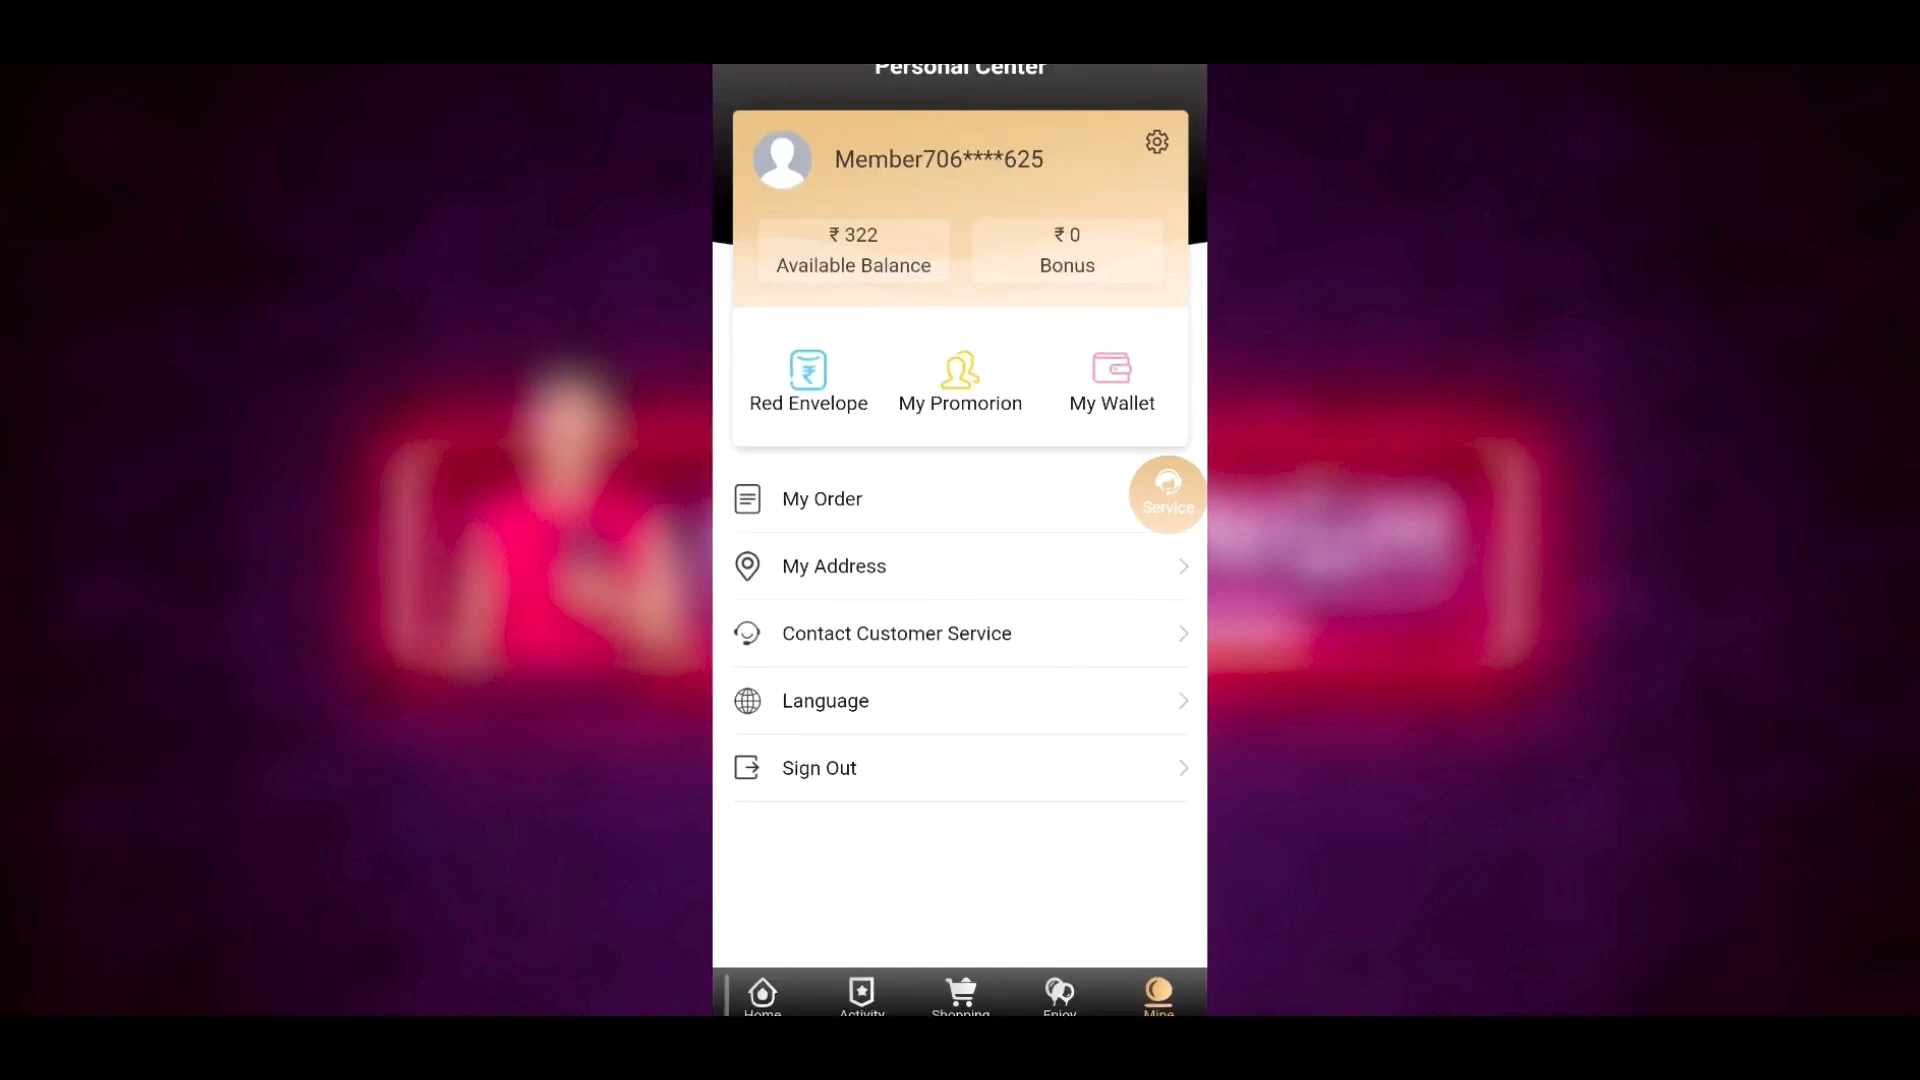 Personal Center
Member706****625
₹ 322
Available Balance
₹ 0
Bonus
Red Envelope
My Promorion
My Wallet
My Order
Service
My Address
Contact Customer Service
Language
Sign Out
Home
Activity
Shopping
Enjoy
Mine